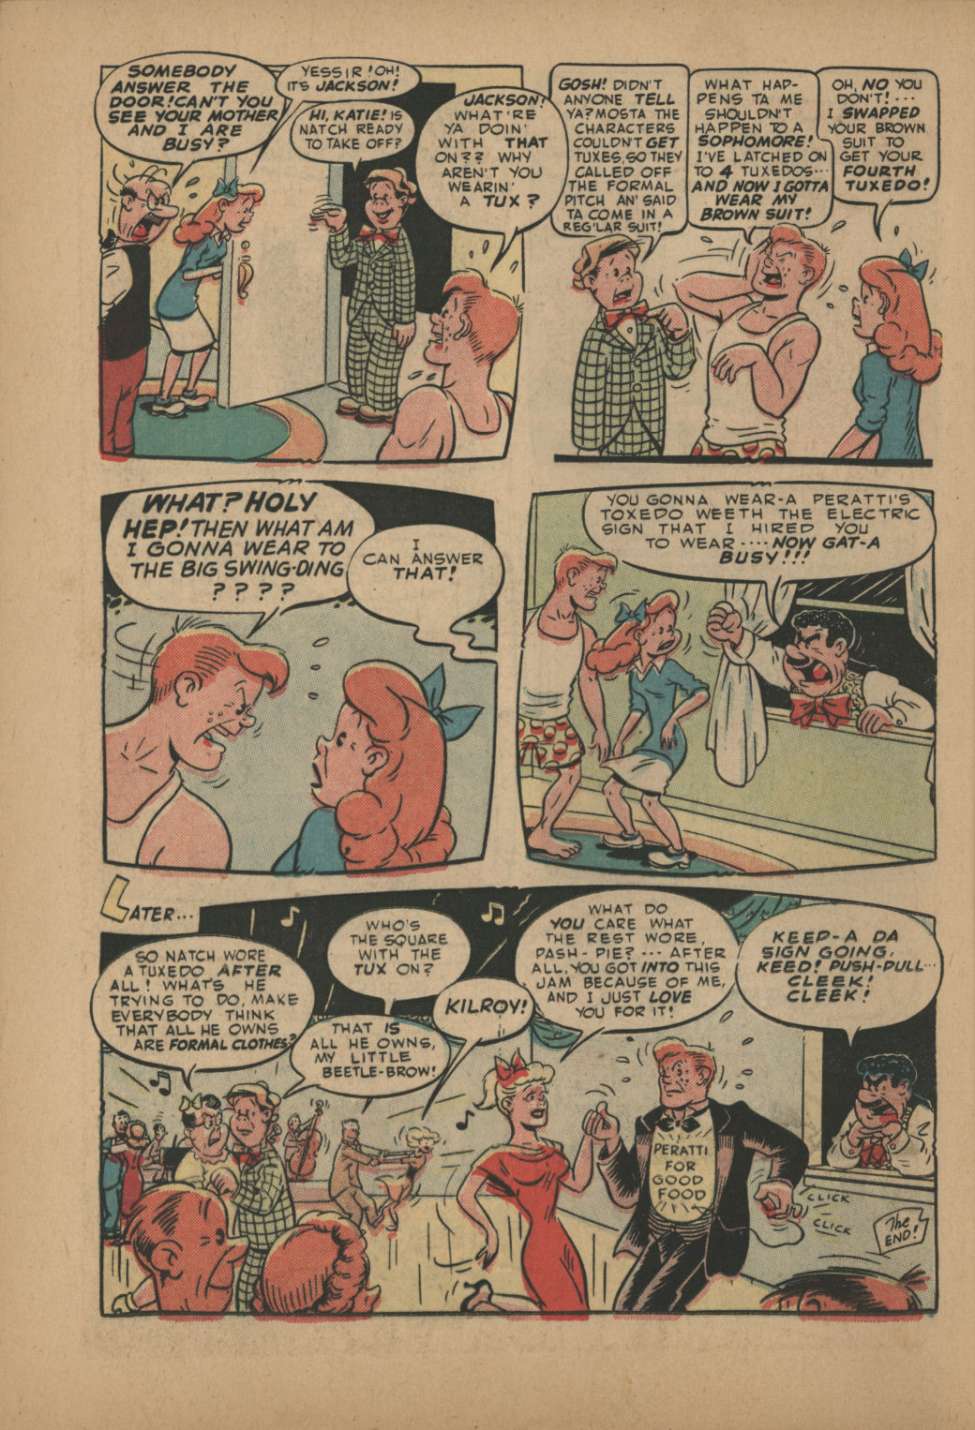 SOMEBODY
ANSWER THE
DOOR! CAN'T YOU
SEE YOUR MOTHER
AND I ARE
BUSY?
YESSIR! OH!
IT'S JACKSON!
HI, KATIE! IS
NATCH READY
TO TAKE OFF?
JACKSON!
WHAT'RE
YA DOIN'
WITH THAT
ON?? WHY
AREN'T YOU
WEARIN'
A TUX?
GOSH! DIDN'T
ANYONE TELL
YA? MOSTA THE
CHARACTERS
COULDN'T GET
TUXES, SO THEY
CALLED OFF
THE FORMAL
PITCH AN' SAID
TA COME IN A
REG'LAR SUIT!
WHAT HAP-
PENS TA ME
SHOULDN'T
HAPPEN TO A
SOPHOMORE!
I'VE LATCHED ON
TO 4 TUXEDOS...
AND NOW I GOTTA
WEAR MY
BROWN SUIT!
OH, NO YOU
DON'T!...
I SWAPPED
YOUR BROWN
SUIT TO
GET YOUR
FOURTH
TUXEDO!
WHAT? HOLY
HEP! THEN WHAT AM
I GONNA WEAR TO
THE BIG SWING-DING
????
I
CAN ANSWER
THAT!
YOU GONNA WEAR-A PERATTI'S
TOXEDO WEETH THE ELECTRIC
SIGN THAT I HIRED YOU
TO WEAR---- NOW GAT-A
BUSY!!!
LATER...
SO NATCH WORE
A TUXEDO AFTER
ALL! WHAT'S HE
TRYING TO DO, MAKE
EVERYBODY THINK
THAT ALL HE OWNS
ARE FORMAL CLOTHES?
WHO'S
THE SQUARE
WITH THE
TUX ON?
THAT IS
ALL HE OWNS,
MY LITTLE
BEETLE-BROW!
KILROY!
WHAT DO
YOU CARE WHAT
THE REST WORE,
PASH-PIE? --- AFTER
ALL, YOU GOT INTO THIS
JAM BECAUSE OF ME,
AND I JUST LOVE
YOU FOR IT!
KEEP-A DA
SIGN GOING,
KEED! PUSH-PULL...
CLEEK!
CLEEK!
PERATTI
FOR
GOOD
FOOD
CLICK
CLICK
The
END!